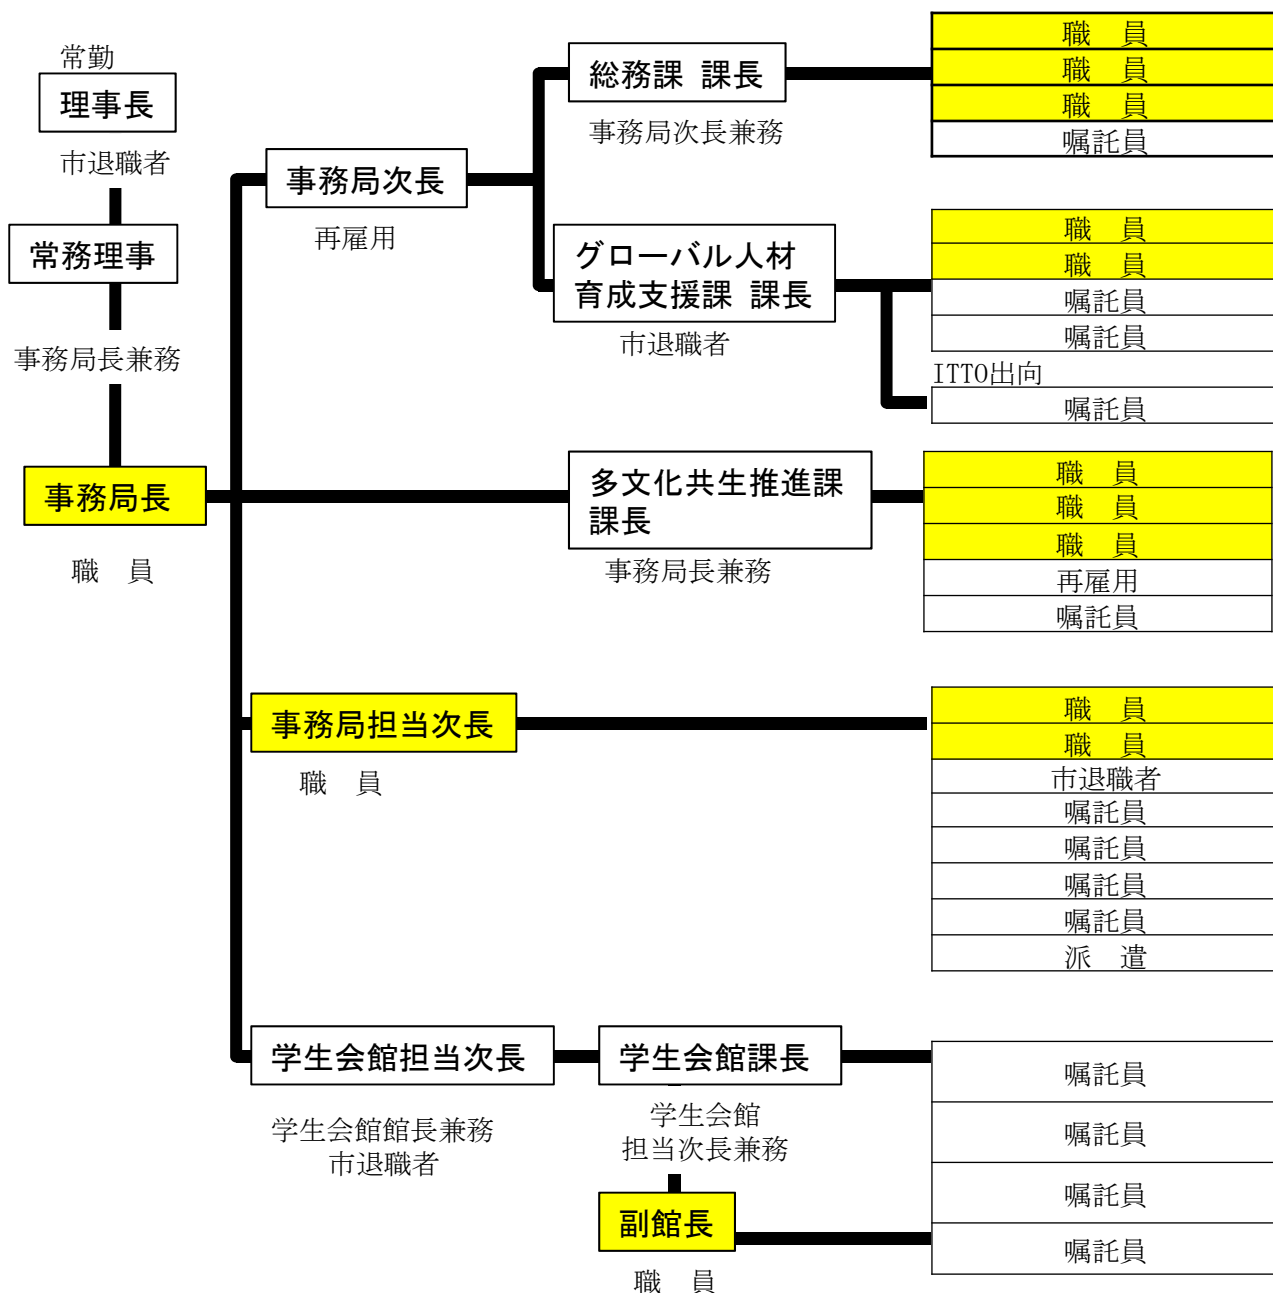 常勤
理事長
市退職者
常務理事
事務局長兼務
事務局長
職　員
事務局次長
再雇用
総務課 課長
事務局次長兼務
職　員
職　員
職　員
嘱託員
グローバル人材
育成支援課 課長
市退職者
職　員
職　員
嘱託員
嘱託員
ITTO出向
嘱託員
多文化共生推進課
課長
事務局長兼務
職　員
職　員
職　員
再雇用
嘱託員
事務局担当次長
職　員
職　員
職　員
市退職者
嘱託員
嘱託員
嘱託員
嘱託員
派　遣
学生会館担当次長
学生会館館長兼務
市退職者
学生会館課長
学生会館
担当次長兼務
副館長
職　員
嘱託員
嘱託員
嘱託員
嘱託員